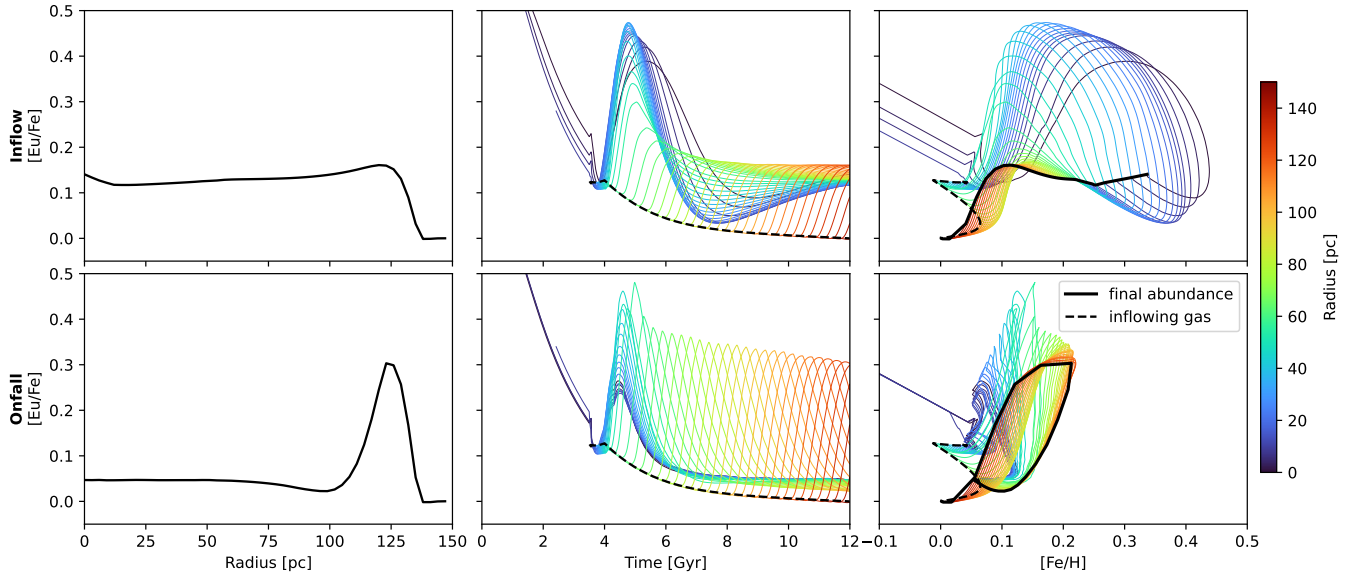 0.5
0.4
0.3
0.2
0.1
0.0
Inflow
[Eu/Fe]
0.5
0.4
0.3
0.2
0.1
0.0
Onfall
[Eu/Fe]
0 25 50 75 100 125 150
Radius [pc]
0 2 4 6 8 10 12
Time [Gyr]
final abundance
inflowing gas
−0.1 0.0 0.1 0.2 0.3 0.4 0.5
[Fe/H]
140
120
100
80
60
40
20
0
Radius [pc]